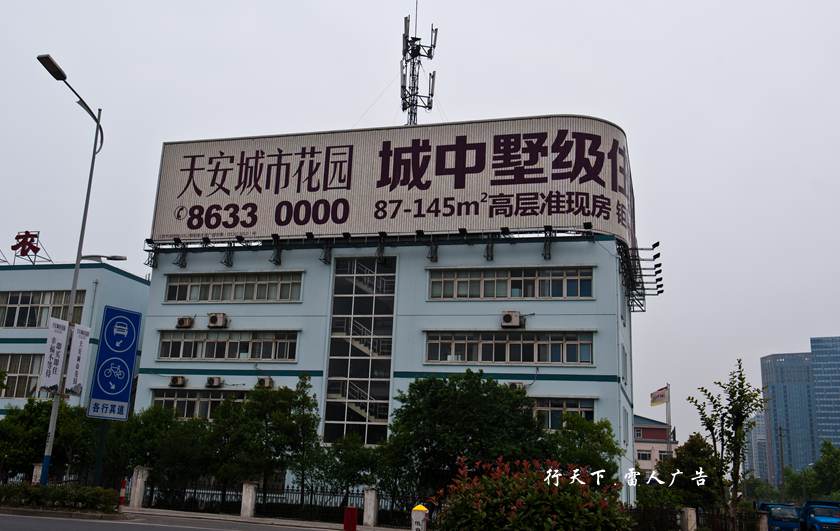 天安城市花园
城中墅级住
8633 0000
87-145m²高层准现房
农
各行其道
行天下.雷人广告